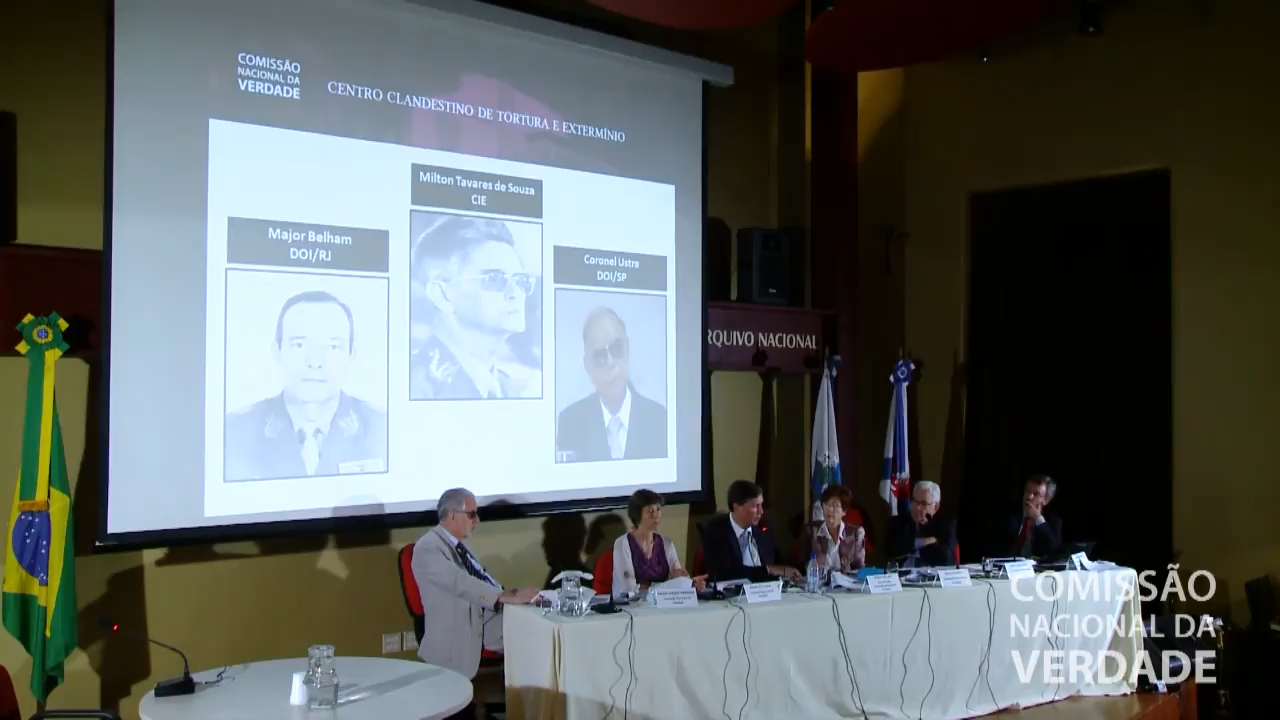 COMISSÃO
NACIONAL DA
VERDADE
CENTRO CLANDESTINO DE TORTURA E EXTERMÍNIO
Milton Tavares de Souza
CIE
Major Belham
DOI/RJ
Coronel Ustra
DOI/SP
RQUIVO NACIONAL
COMISSÃO
NACIONAL DA
VERDADE